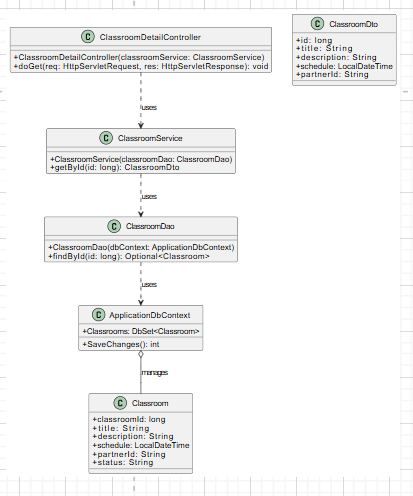 C ClassroomDetailController
+ClassroomDetailController(classroomService: ClassroomService)
+doGet(req: HttpServletRequest, res: HttpServletResponse): void
C ClassroomDto
+id: long
+title: String
+description: String
+schedule: LocalDateTime
+partnerId: String
uses
C ClassroomService
+ClassroomService(classroomDao: ClassroomDao)
+getById(id: long): ClassroomDto
uses
C ClassroomDao
+ClassroomDao(dbContext: ApplicationDbContext)
+findById(id: long): Optional<Classroom>
uses
C ApplicationDbContext
+Classrooms: DbSet<Classroom>
+SaveChanges(): int
manages
C Classroom
+classroomId: long
+title: String
+description: String
+schedule: LocalDateTime
+partnerId: String
+status: String